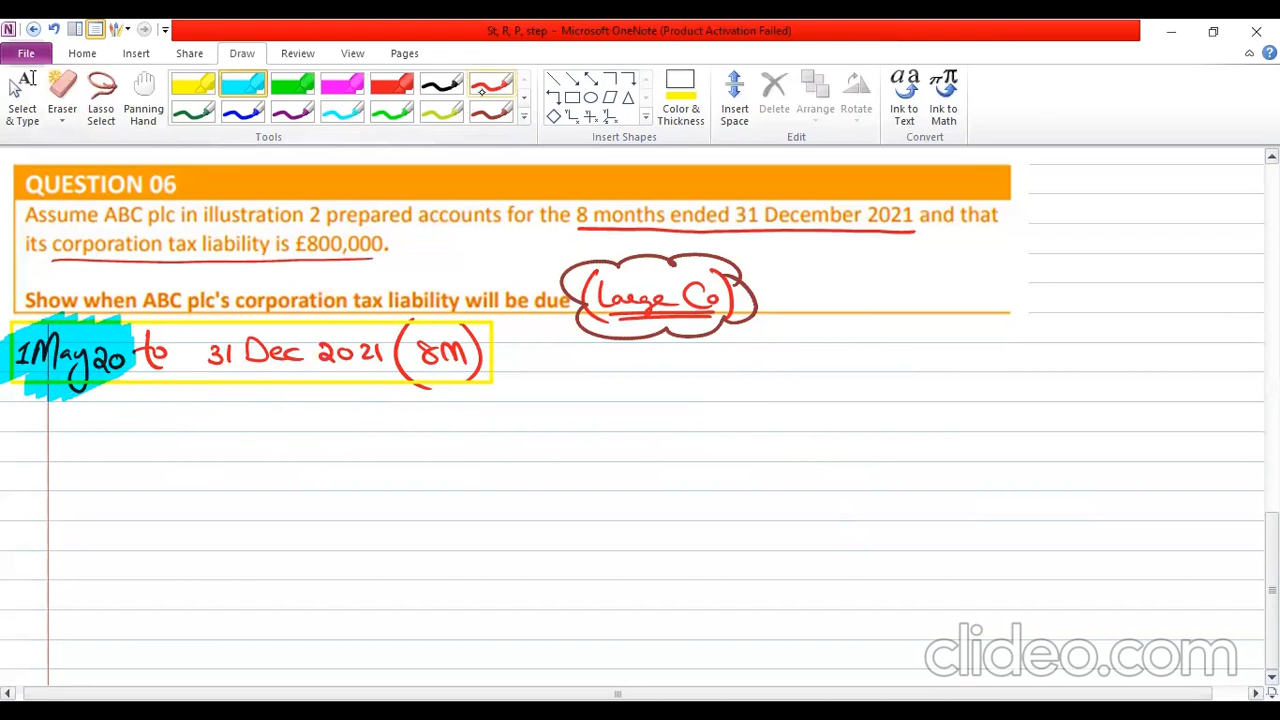 St, R, P, step - Microsoft OneNote (Product Activation Failed)
File Home Insert Share Draw Review View Pages
Select & Type
Eraser
Lasso Select
Panning Hand
Color & Thickness
Insert Space
Delete
Arrange
Rotate
Ink to Text
Ink to Math
Tools
Insert Shapes
Edit
Convert
QUESTION 06
Assume ABC plc in illustration 2 prepared accounts for the 8 months ended 31 December 2021 and that
its corporation tax liability is £800,000.
Show when ABC plc's corporation tax liability will be due (Large Co)
1May20 to 31 Dec 2021 (8M)
clideo.com